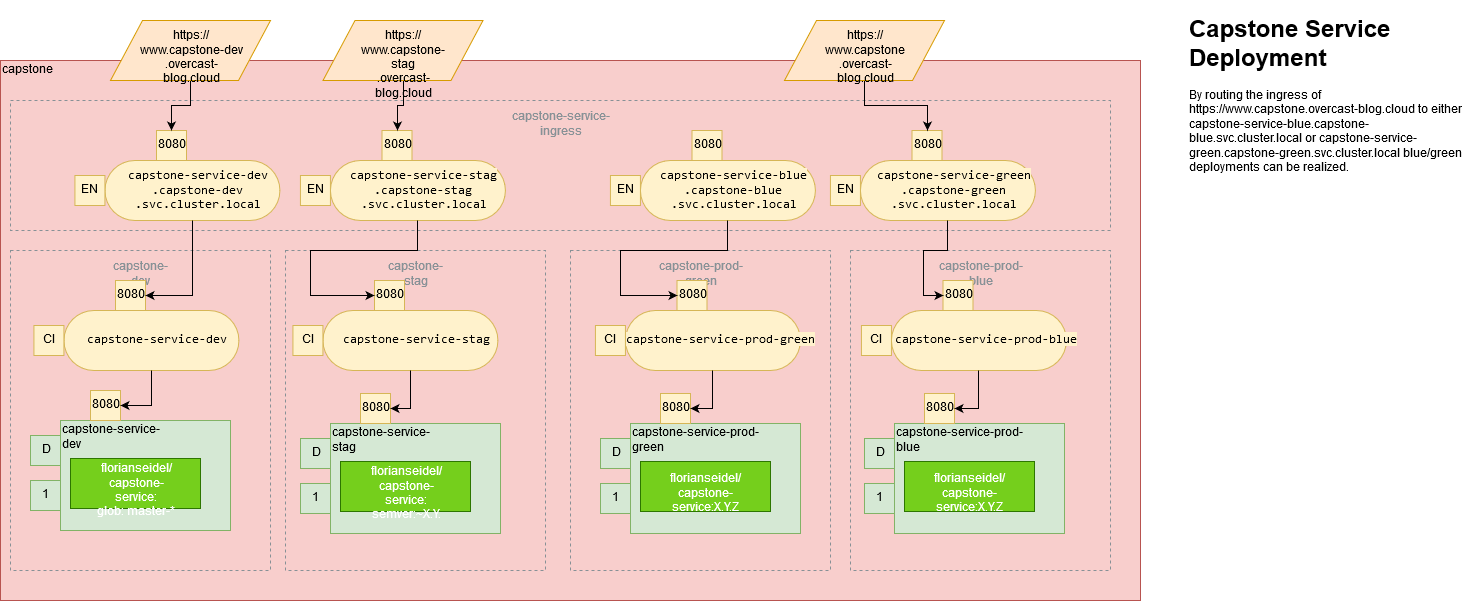 https://
www.capstone-dev
.overcast-
blog.cloud
https://
www.capstone-
stag
.overcast-
blog.cloud
https://
www.capstone
.overcast-
blog.cloud
Capstone Service
Deployment
By routing the ingress of
https://www.capstone.overcast-blog.cloud to either
capstone-service-blue.capstone-
blue.svc.cluster.local or capstone-service-
green.capstone-green.svc.cluster.local blue/green
deployments can be realized.
capstone
capstone-service-
ingress
8080
8080
8080
8080
EN
capstone-service-dev
.capstone-dev
.svc.cluster.local
EN
capstone-service-stag
.capstone-stag
.svc.cluster.local
EN
capstone-service-blue
.capstone-blue
.svc.cluster.local
EN
capstone-service-green
.capstone-green
.svc.cluster.local
capstone-
dev
capstone-
stag
capstone-prod-
green
capstone-prod-
blue
8080
8080
8080
8080
CI
capstone-service-dev
CI
capstone-service-stag
CI
capstone-service-prod-green
CI
capstone-service-prod-blue
8080
8080
8080
8080
capstone-service-
dev
D
1
florianseidel/
capstone-
service:
glob: master-*
capstone-service-
stag
D
1
florianseidel/
capstone-
service:
semver:~X.Y.
capstone-service-prod-
green
D
1
florianseidel/
capstone-
service:X.Y.Z
capstone-service-prod-
blue
D
1
florianseidel/
capstone-
service:X.Y.Z